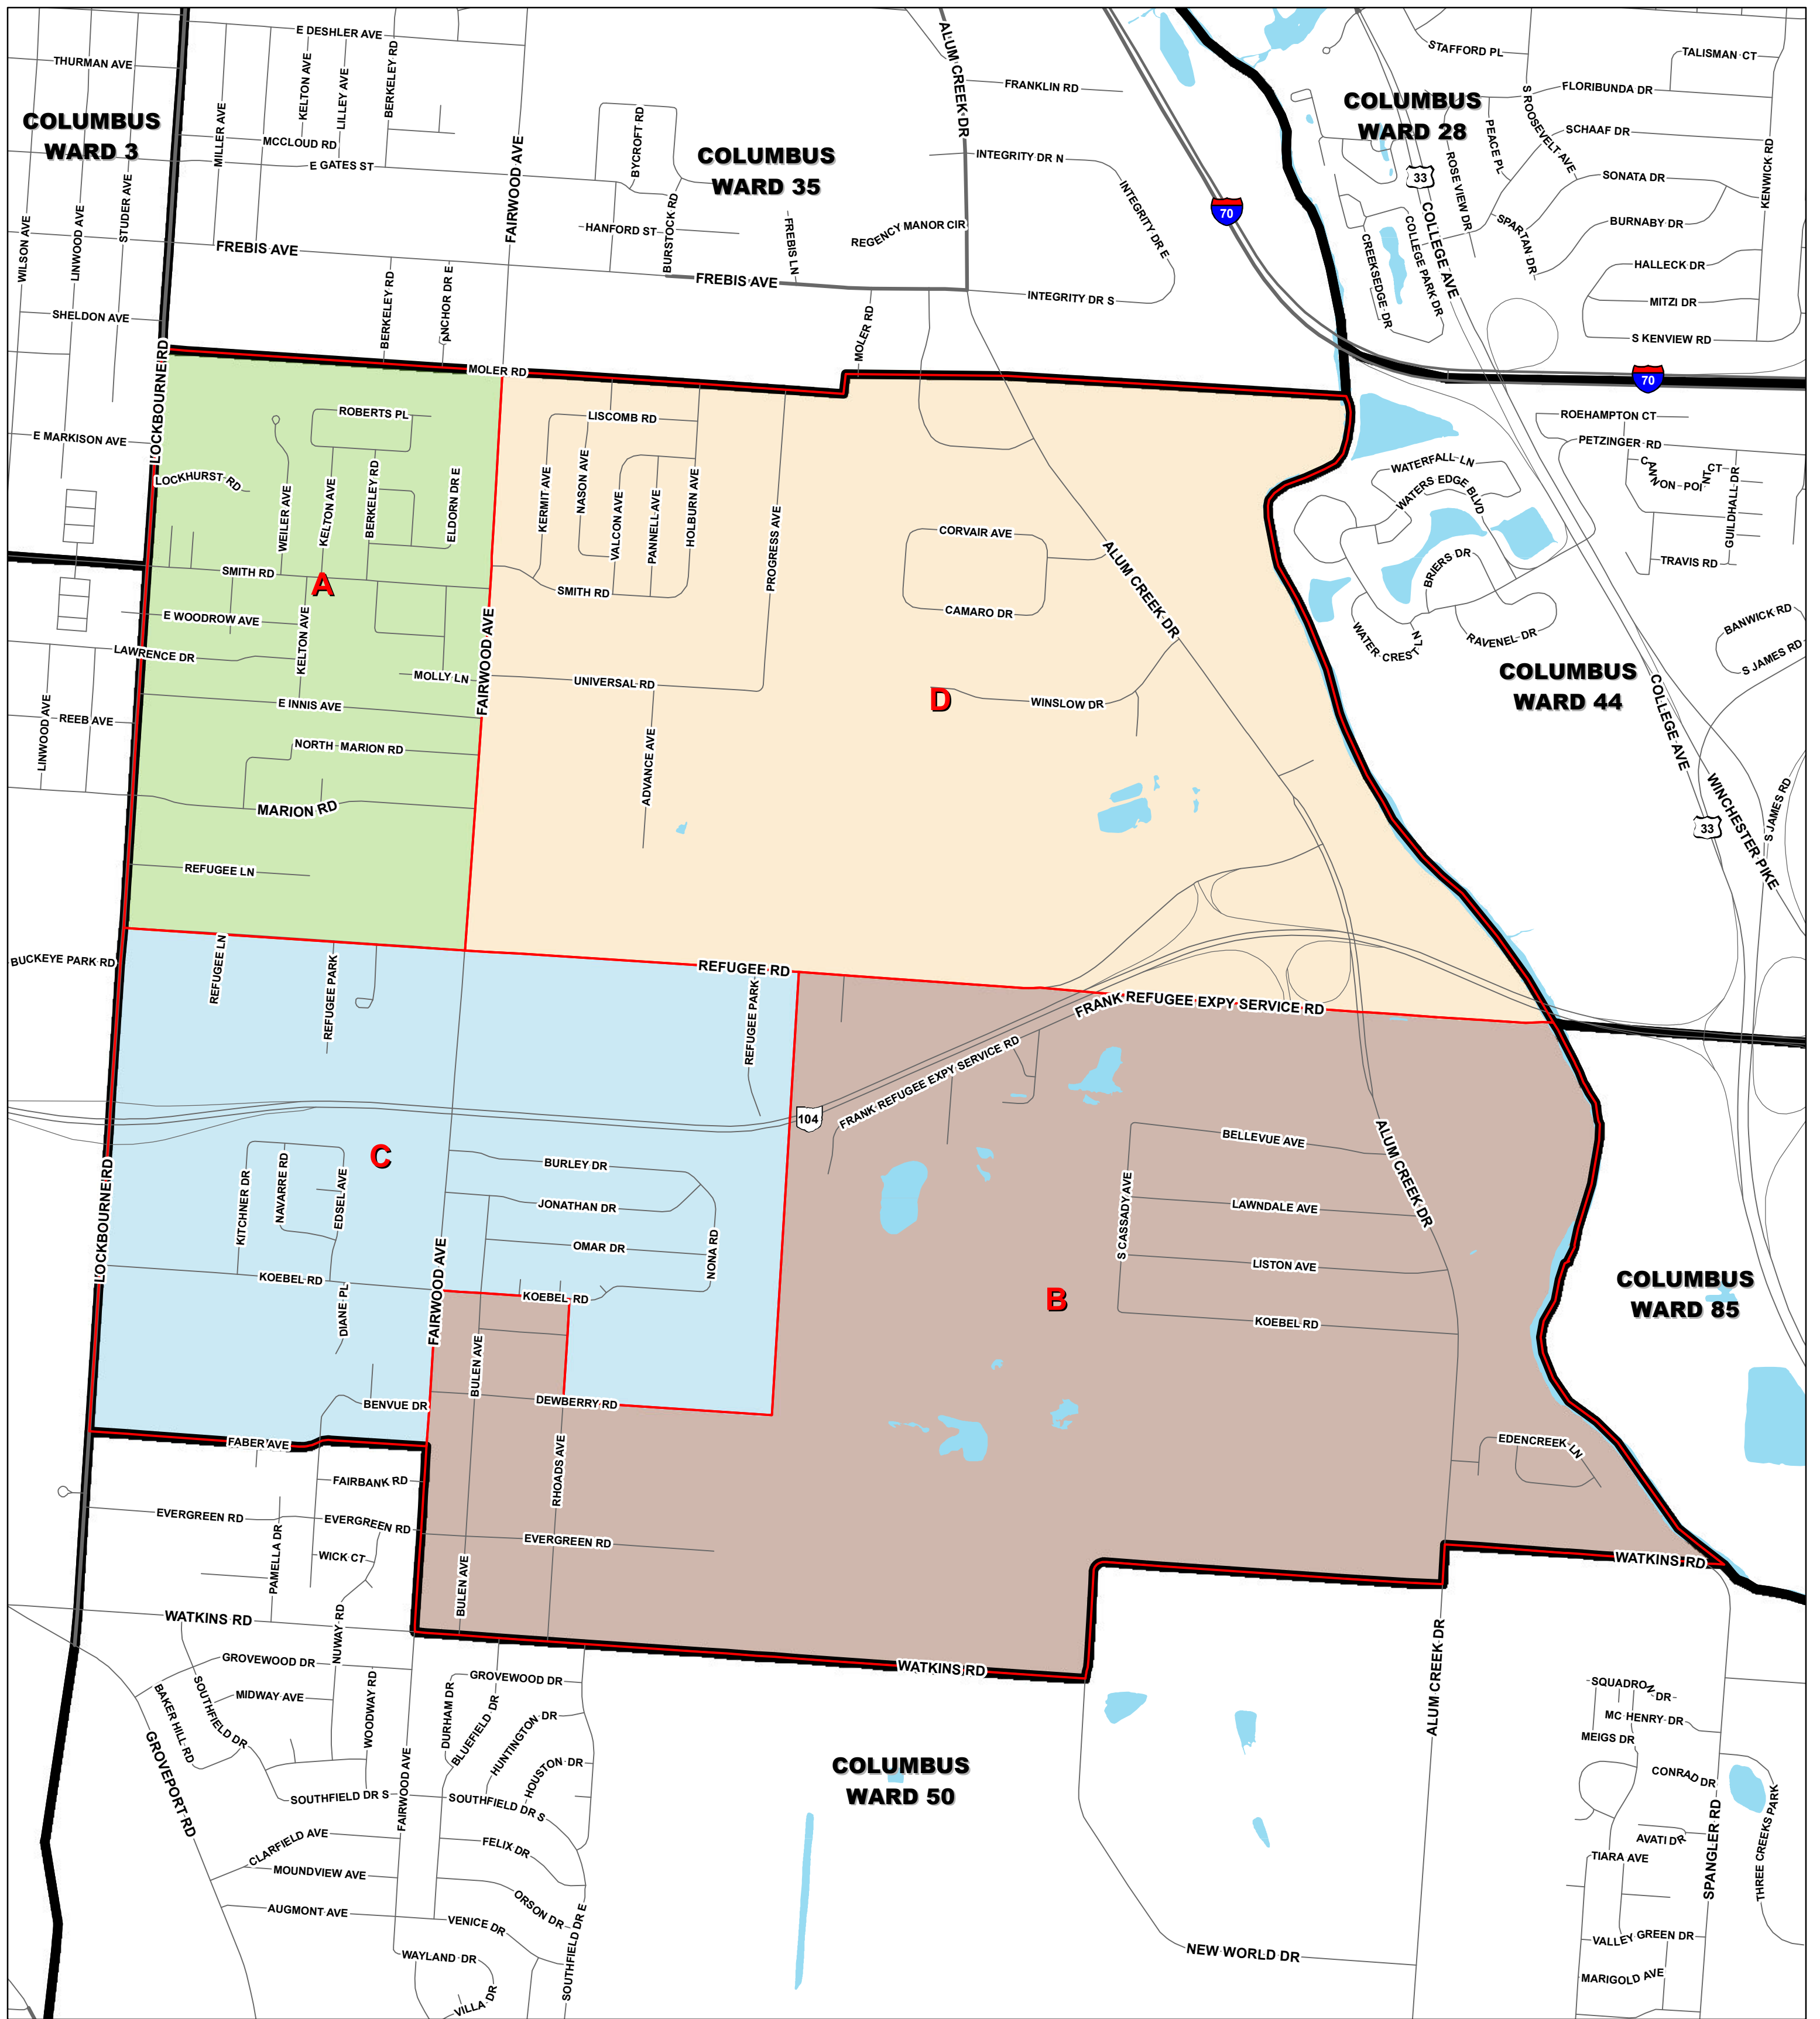 E DESHLER AVE
THURMAN AVE
COLUMBUS
WARD 3
MILLER AVE
KELTON AVE
LILLEY AVE
BERKELEY RD
MCCLOUD RD
E GATES ST
FAIRWOOD AVE
BYCROFT RD
COLUMBUS
WARD 35
ALUM CREEK DR
FRANKLIN RD
INTEGRITY DR N
INTEGRITY DR E
70
COLUMBUS
WARD 28
STAFFORD PL
TALISMAN CT
FLORIBUNDA DR
S ROOSEVELT AVE
PEACE PL
SCHAAF DR
KENWICK RD
33
ROSE VIEW DR
SONATA DR
BURNABY DR
SPARTAN DR
COLLEGE AVE
COLLEGE PARK DR
CREEKSEDGE DR
HALLECK DR
MITZI DR
S KENVIEW RD
WILSON AVE
LINWOOD AVE
STUDER AVE
FREBIS AVE
HANFORD ST
BURSTOCK RD
FREBIS LN
REGENCY MANOR CIR
FREBIS AVE
INTEGRITY DR S
SHELDON AVE
BERKELEY RD
ANCHOR DR E
MOLER RD
LOCKBOURNE RD
MOLER RD
70
ROBERTS PL
LISCOMB RD
E MARKISON AVE
LOCKHURST RD
WEILER AVE
KELTON AVE
BERKELEY RD
ELDORN DR E
KERMIT AVE
NASON AVE
VALCON AVE
PANNELL AVE
HOLBURN AVE
PROGRESS AVE
CORVAIR AVE
ALUM CREEK DR
ROEHAMPTON CT
PETZINGER RD
CANNON POINT CT
GUILDHALL DR
WATERFALL LN
WATERS EDGE BLVD
BRIERS DR
TRAVIS RD
SMITH RD
A
SMITH RD
CAMARO DR
E WOODROW AVE
KELTON AVE
FAIRWOOD AVE
WATER CREST LN
RAVENEL DR
BANWICK RD
S JAMES RD
LAWRENCE DR
MOLLY LN
UNIVERSAL RD
D
WINSLOW DR
COLUMBUS
WARD 44
COLLEGE AVE
LINWOOD AVE
REEB AVE
E INNIS AVE
NORTH MARION RD
ADVANCE AVE
MARION RD
33
WINCHESTER PIKE
S JAMES RD
REFUGEE LN
BUCKEYE PARK RD
REFUGEE LN
REFUGEE PARK
REFUGEE RD
REFUGEE PARK
FRANK REFUGEE EXPY SERVICE RD
FRANK REFUGEE EXPY SERVICE RD
104
C
LOCKBOURNE RD
KITCHNER DR
NAVARRE RD
EDSEL AVE
BURLEY DR
JONATHAN DR
OMAR DR
NONA RD
FAIRWOOD AVE
S CASSADY AVE
BELLEVUE AVE
ALUM CREEK DR
LAWNDALE AVE
LISTON AVE
KOEBEL RD
KOEBEL RD
DIANE PL
B
KOEBEL RD
COLUMBUS
WARD 85
BULEN AVE
BENVUE DR
DEWBERRY RD
FABER AVE
RHOADS AVE
EDENCREEK LN
FAIRBANK RD
EVERGREEN RD
EVERGREEN RD
EVERGREEN RD
PAMELLA DR
WICK CT
BULEN AVE
WATKINS RD
WATKINS RD
NUWAY RD
WATKINS RD
GROVEWOOD DR
GROVEWOOD DR
BAKER HILL RD
SOUTHFIELD DR
MIDWAY AVE
WOODWAY RD
DURHAM DR
BLUEFIELD DR
HUNTINGTON DR
HOUSTON DR
GROVEPORT RD
SOUTHFIELD DR S
FAIRWOOD AVE
SOUTHFIELD DR S
COLUMBUS
WARD 50
ALUM CREEK DR
SQUADRON DR
MC HENRY DR
MEIGS DR
CONRAD DR
SPANGLER RD
THREE CREEKS PARK
CLARFIELD AVE
FELIX DR
AVATI DR
TIARA AVE
MOUNDVIEW AVE
ORSON DR
AUGMONT AVE
VENICE DR
SOUTHFIELD DR E
WAYLAND DR
VILLA DR
NEW WORLD DR
VALLEY GREEN DR
MARIGOLD AVE